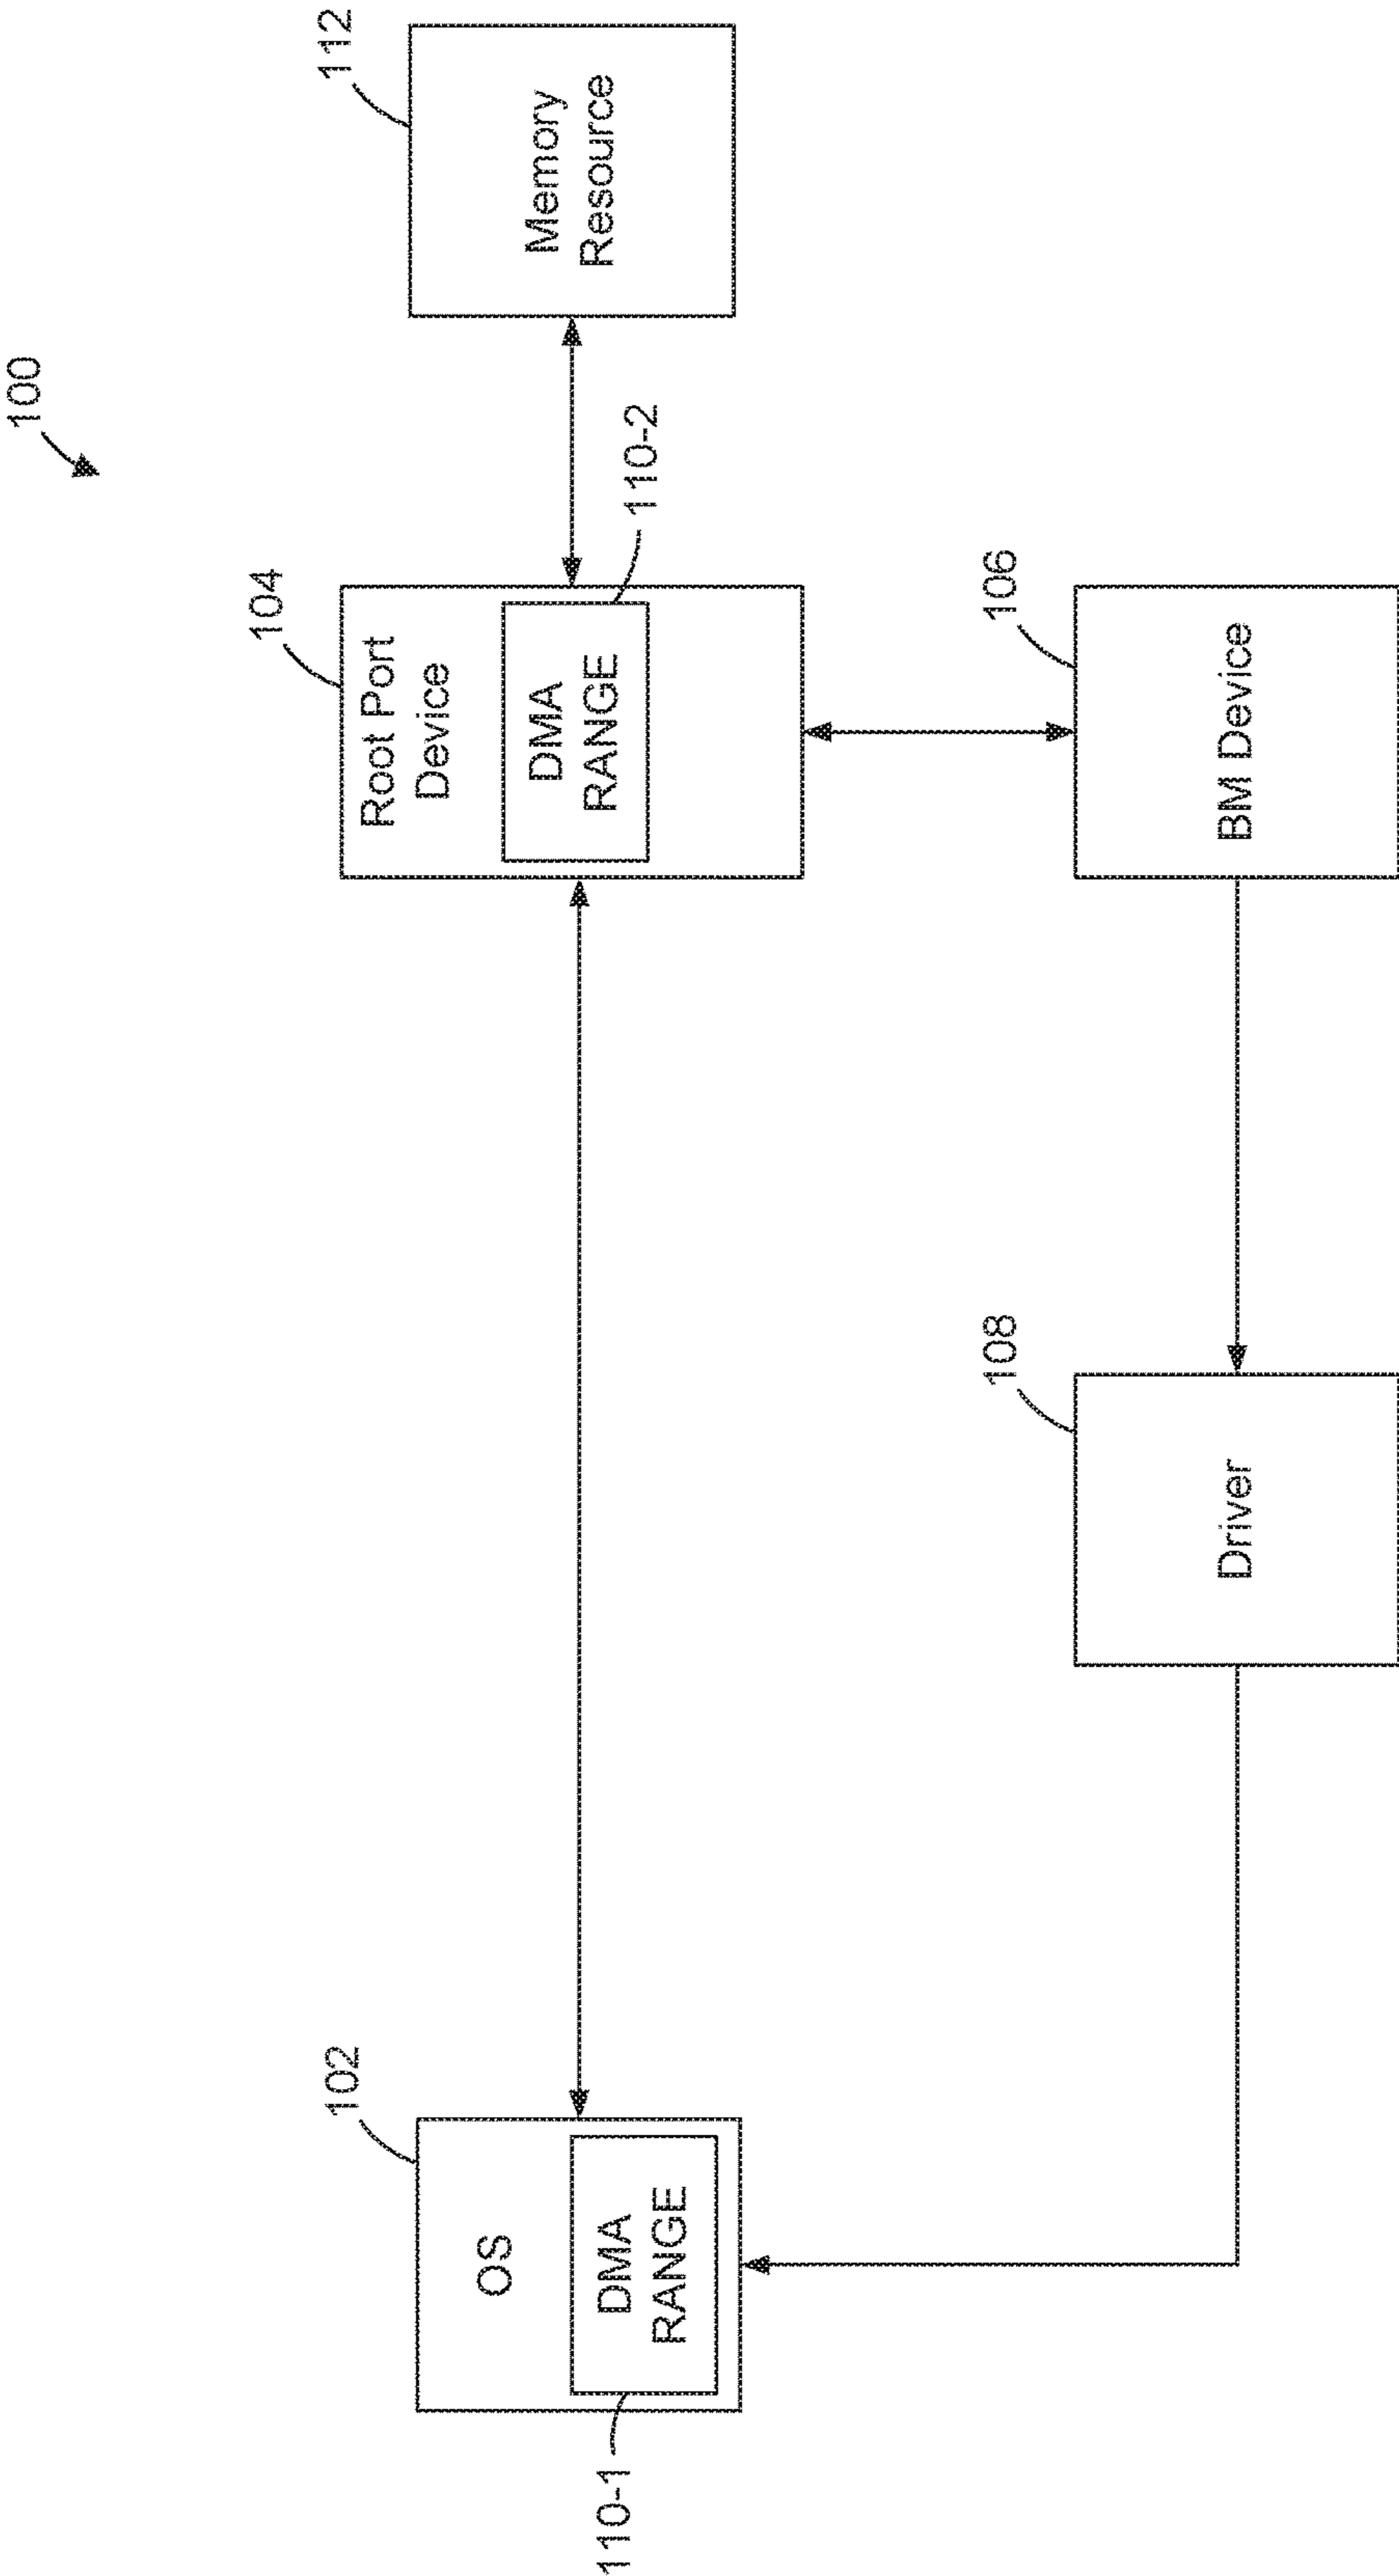 100
102
OS
DMA
RANGE
110-1
104
Root Port
Device
DMA
RANGE
110-2
112
Memory
Resource
108
Driver
106
BM Device